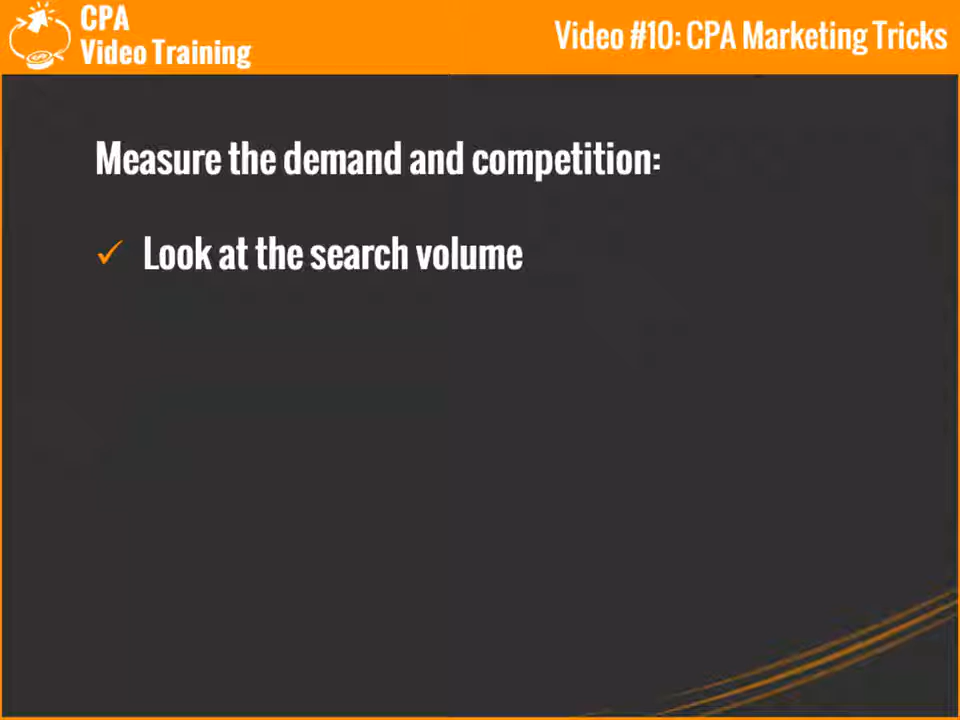 CPA
Video Training
Video #10: CPA Marketing Tricks
Measure the demand and competition:
Look at the search volume